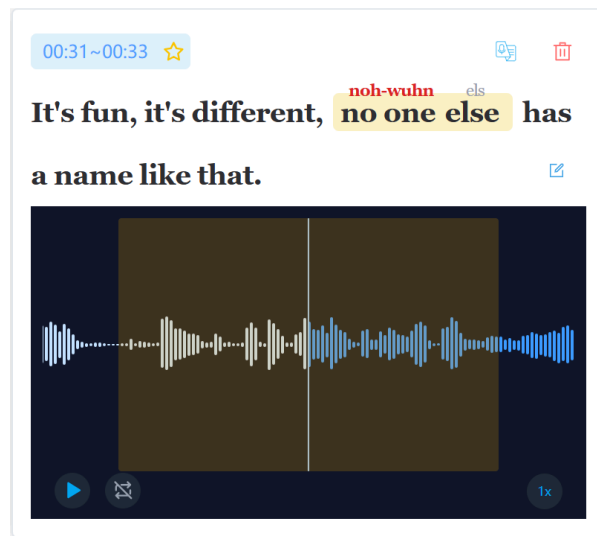 00:31~00:33
noh-wuhn els
It's fun, it's different, no one else has
a name like that.
1x